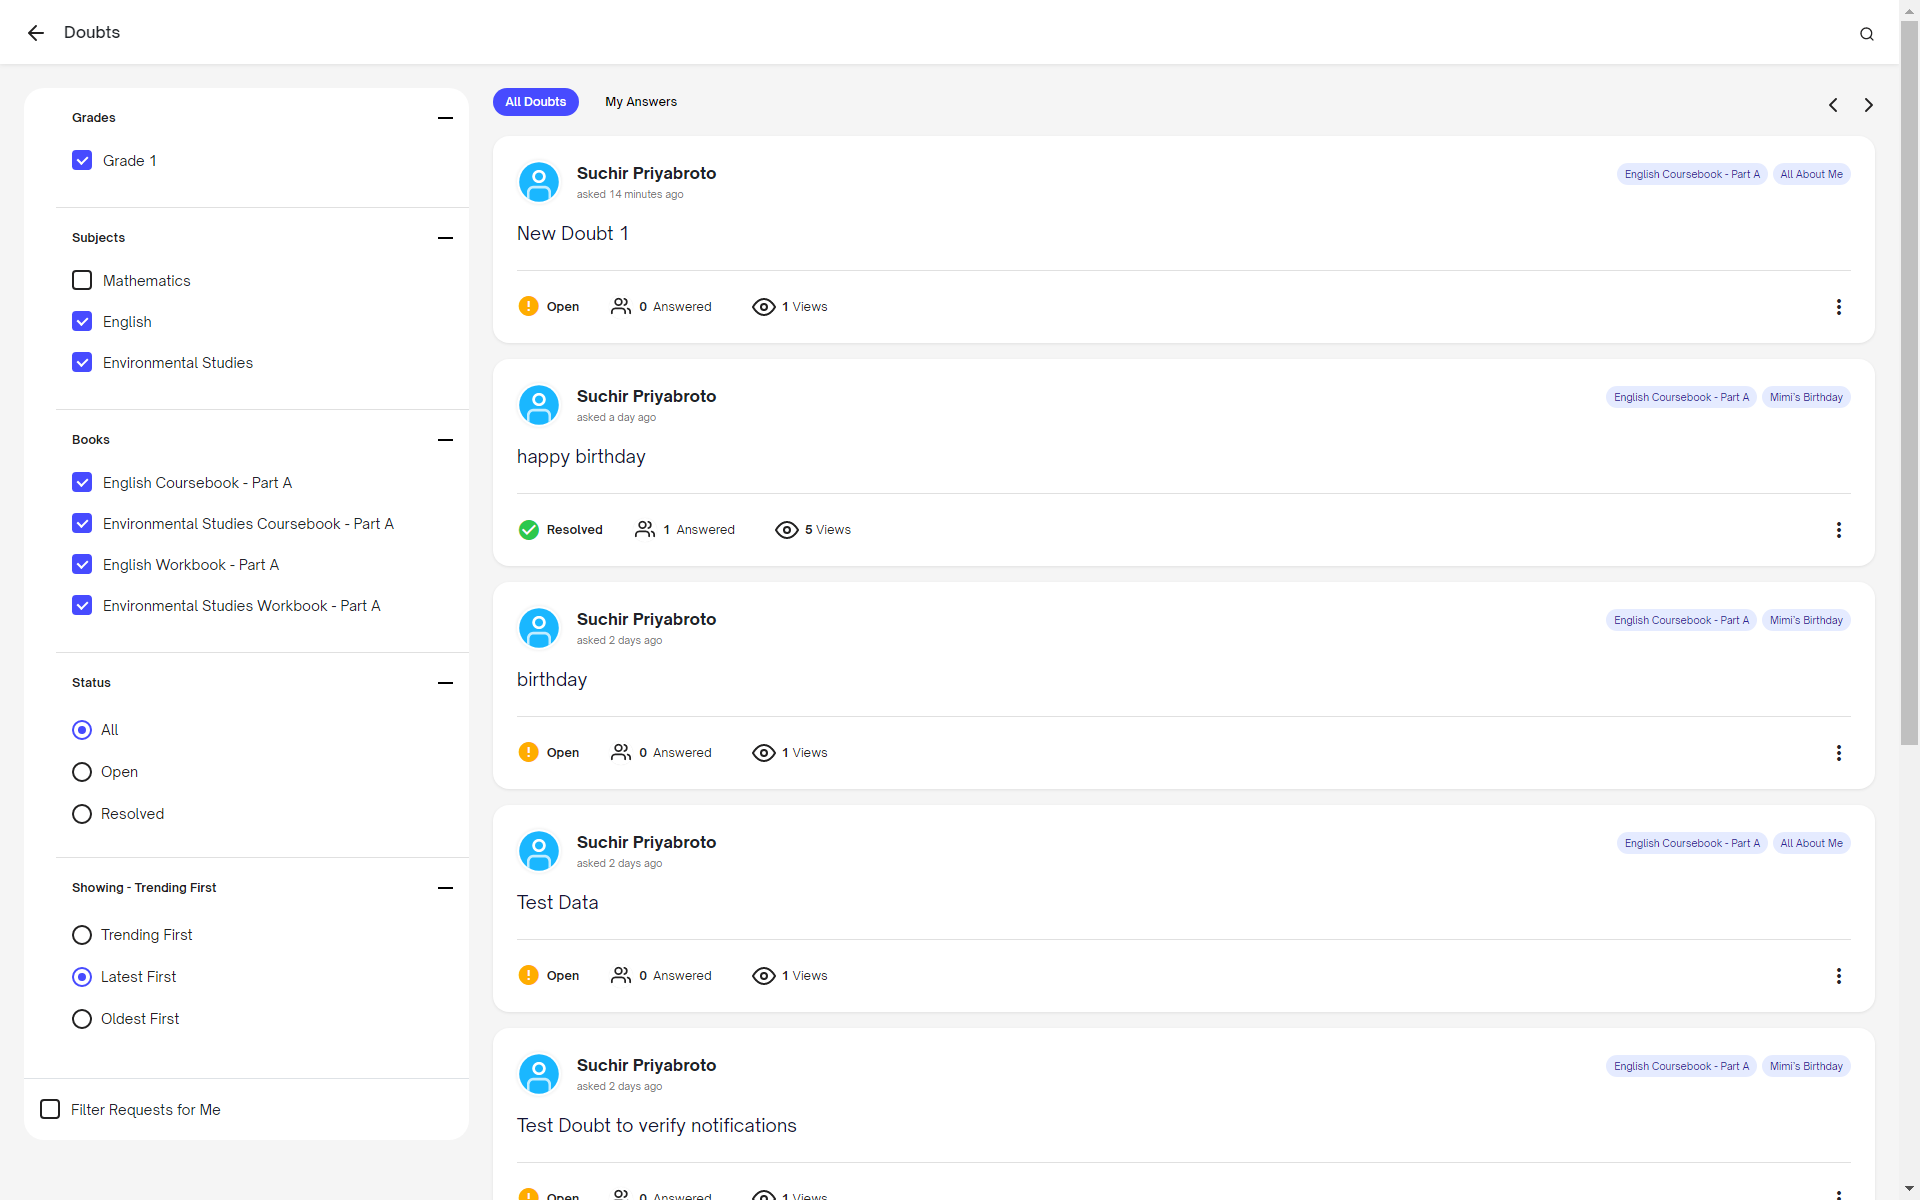 Doubts
Grades
Grade 1
Subjects
Mathematics
English
Environmental Studies
Books
English Coursebook - Part A
Environmental Studies Coursebook - Part A
English Workbook - Part A
Environmental Studies Workbook - Part A
Status
All
Open
Resolved
Showing - Trending First
Trending First
Latest First
Oldest First
Filter Requests for Me
All Doubts My Answers
Suchir Priyabroto English Coursebook - Part A All About Me
asked 14 minutes ago
New Doubt 1
Open 0 Answered 1 Views
Suchir Priyabroto English Coursebook - Part A Mimi's Birthday
asked a day ago
happy birthday
Resolved 1 Answered 5 Views
Suchir Priyabroto English Coursebook - Part A Mimi's Birthday
asked 2 days ago
birthday
Open 0 Answered 1 Views
Suchir Priyabroto English Coursebook - Part A All About Me
asked 2 days ago
Test Data
Open 0 Answered 1 Views
Suchir Priyabroto English Coursebook - Part A Mimi's Birthday
asked 2 days ago
Test Doubt to verify notifications
Open 0 Answered 1 Views